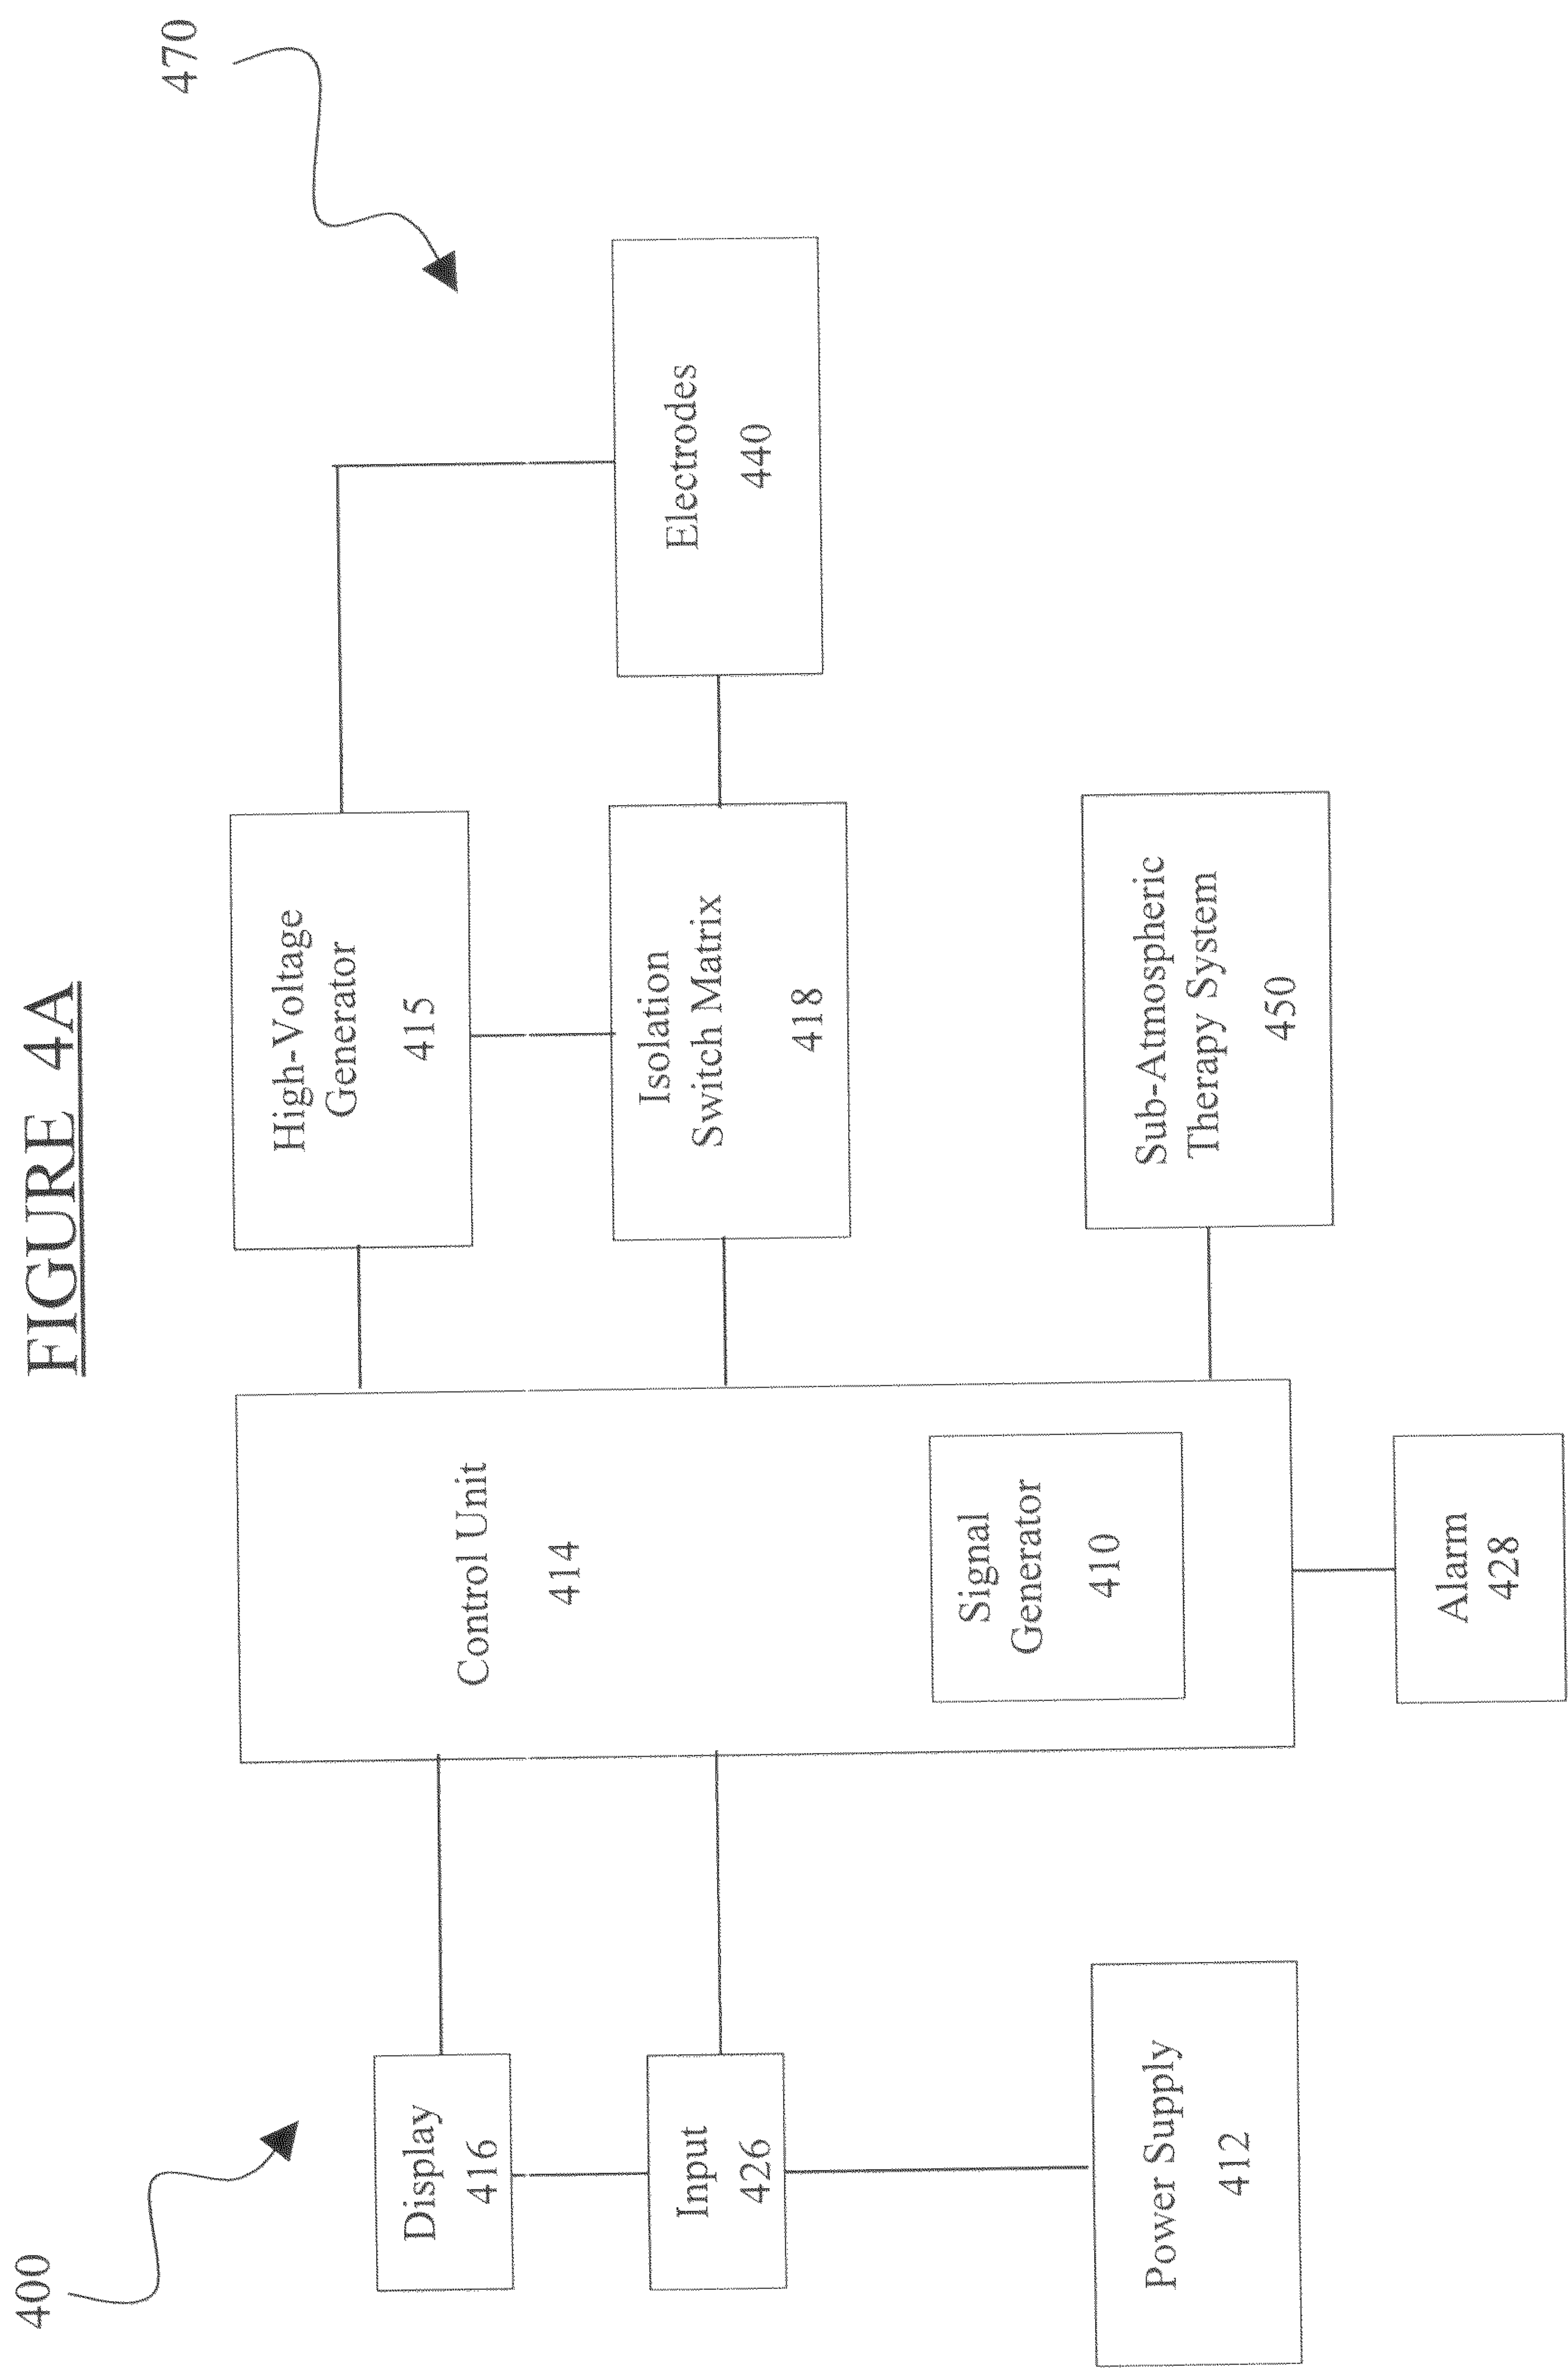 FIGURE 4A
400
470
Display
416
Input
426
Power Supply
412
Control Unit
414
Signal
Generator
410
Alarm
428
High-Voltage
Generator
415
Isolation
Switch Matrix
418
Sub-Atmospheric
Therapy System
450
Electrodes
440